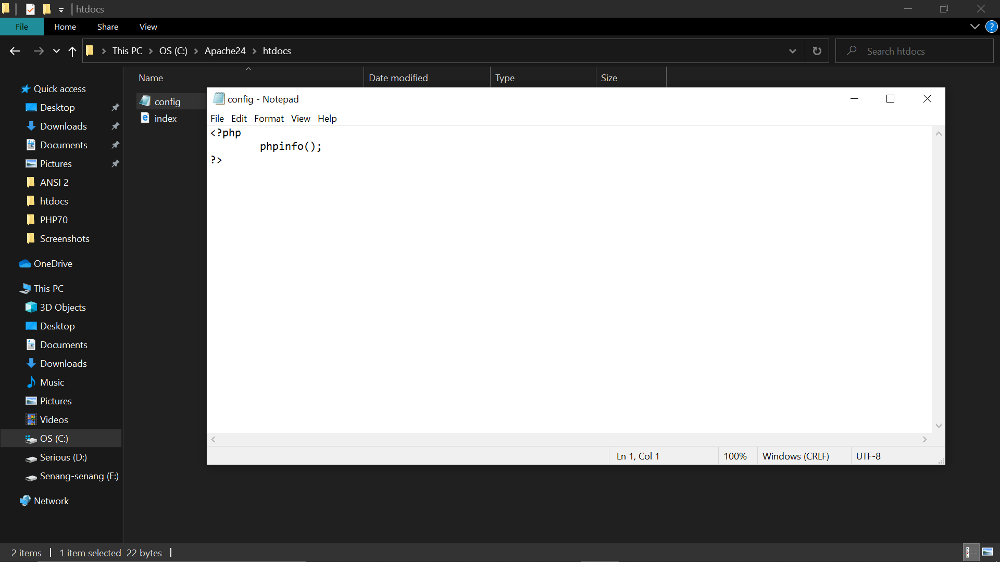 htdocs
File Home Share View
This PC OS (C:) Apache24 htdocs
Search htdocs
Name Date modified Type Size
Quick access
Desktop
Downloads
Documents
Pictures
ANSI 2
htdocs
PHP70
Screenshots
OneDrive
This PC
3D Objects
Desktop
Documents
Downloads
Music
Pictures
Videos
OS (C:)
Serious (D:)
Senang-senang (E:)
Network
config
index
config - Notepad
File Edit Format View Help
<?php
phpinfo();
?>
Ln 1, Col 1 100% Windows (CRLF) UTF-8
2 items 1 item selected 22 bytes